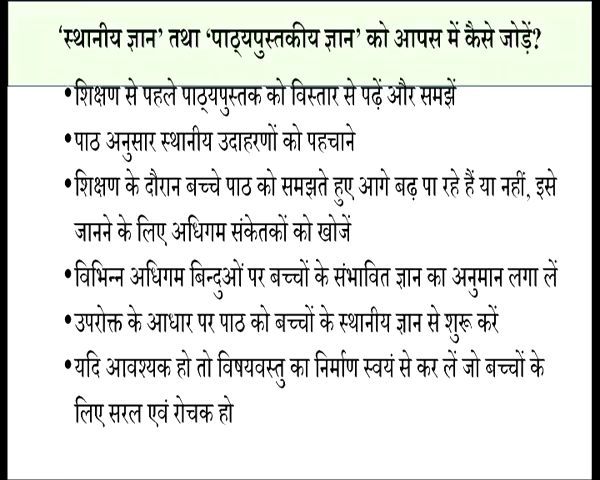 ‘स्थानीय ज्ञान’ तथा ‘पाठ्यपुस्तकीय ज्ञान’ को आपस में कैसे जोड़ें?
•शिक्षण से पहले पाठ्यपुस्तक को विस्तार से पढ़ें और समझें
•पाठ अनुसार स्थानीय उदाहरणों को पहचाने
•शिक्षण के दौरान बच्चे पाठ को समझते हुए आगे बढ़ पा रहे हैं या नहीं, इसे
जानने के लिए अधिगम संकेतकों को खोजें
•विभिन्न अधिगम बिन्दुओं पर बच्चों के संभावित ज्ञान का अनुमान लगा लें
•उपरोक्त के आधार पर पाठ को बच्चों के स्थानीय ज्ञान से शुरू करें
•यदि आवश्यक हो तो विषयवस्तु का निर्माण स्वयं से कर लें जो बच्चों के
लिए सरल एवं रोचक हो